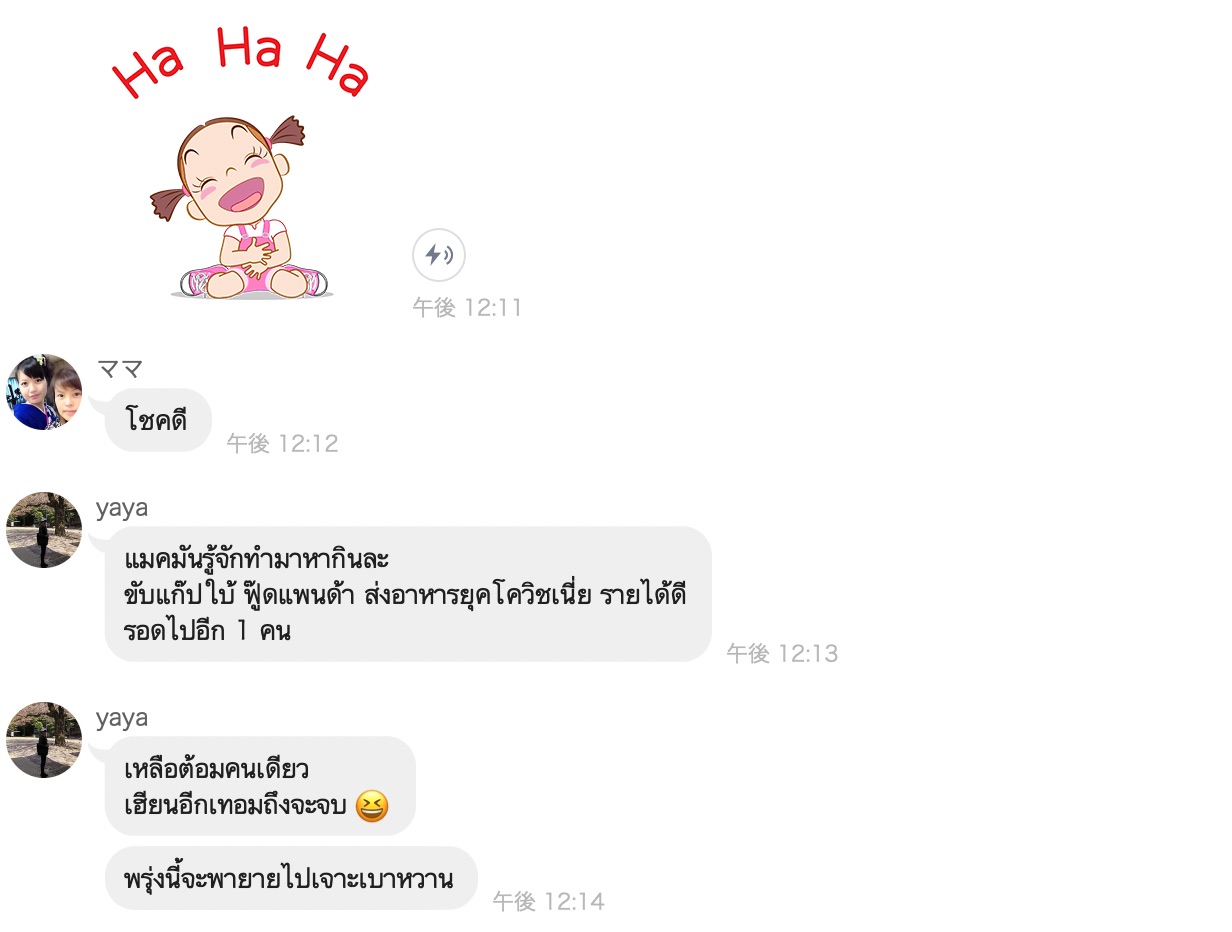 Ha Ha Ha
午後 12:11
ママ
โชคดี
午後 12:12
yaya
แมคมันรู้จักทำมาหากินละ
ขับแก๊ปใบ้ ฟู๊ดแพนด้า ส่งอาหารยุคโควิชเนี่ย รายได้ดี
รอดไปอีก 1 คน
午後 12:13
yaya
เหลือต้อมคนเดียว
เฮียนอีกเทอมถึงจะจบ 😆
พรุ่งนี้จะพายายไปเจาะเบาหวาน
午後 12:14